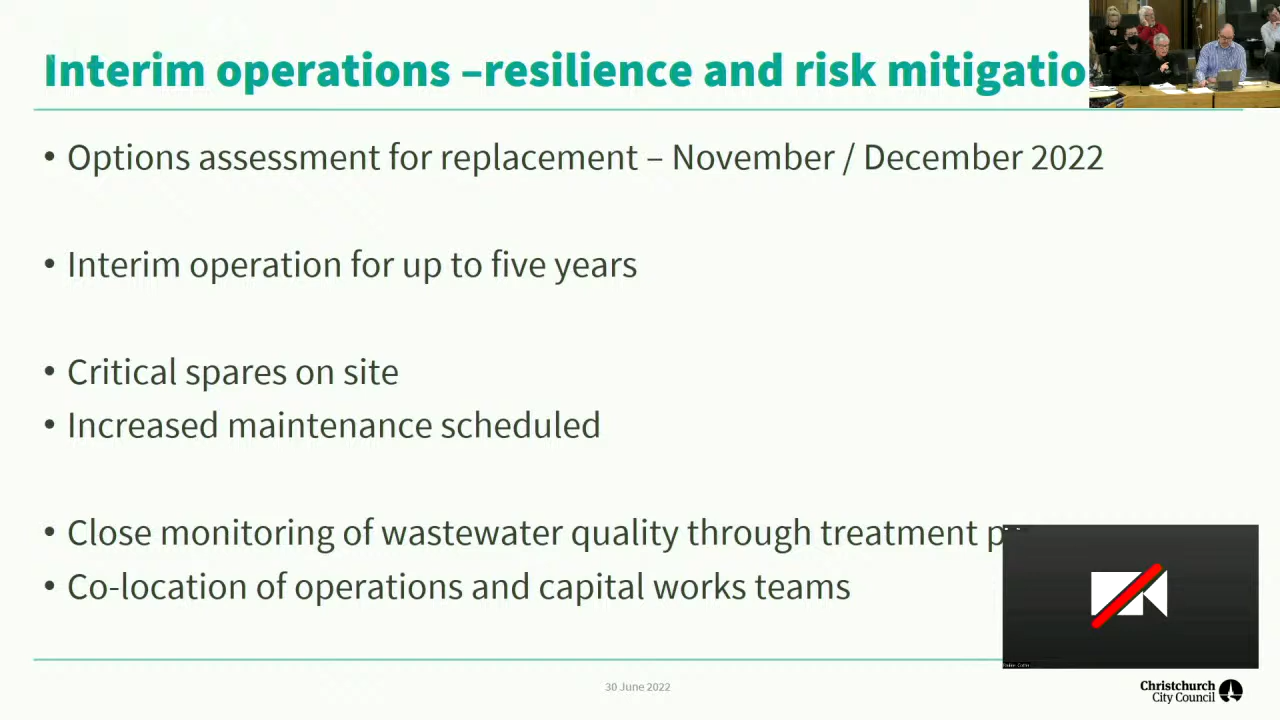 Interim operations –resilience and risk mitigatio
• Options assessment for replacement – November / December 2022
• Interim operation for up to five years
• Critical spares on site
• Increased maintenance scheduled
• Close monitoring of wastewater quality through treatment
• Co-location of operations and capital works teams
30 June 2022
Christchurch
City Council